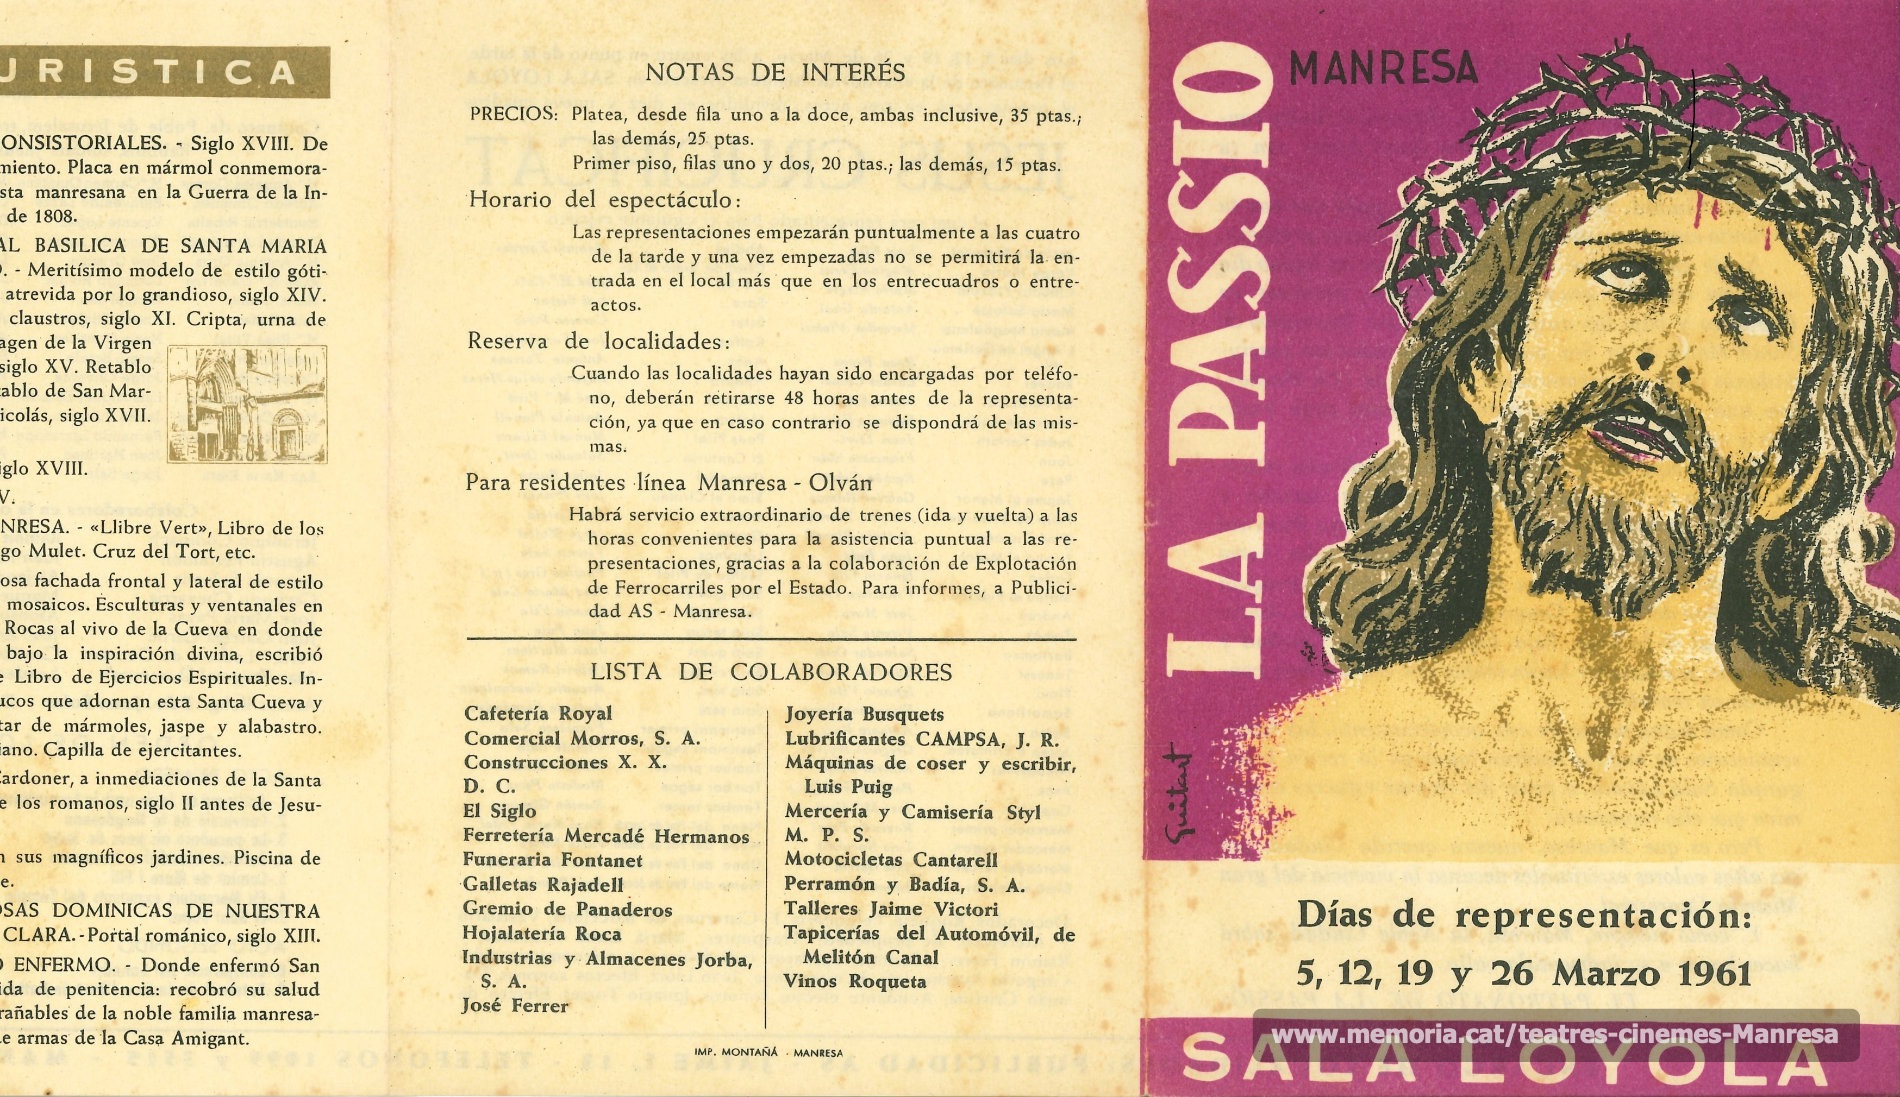 URISTICA
ONSISTORIALES. - Siglo XVIII. De
miento. Placa en mármol conmemora-
sta manresana en la Guerra de la In-
de 1808.
AL BASILICA DE SANTA MARIA
. - Meritísimo modelo de estilo góti-
atrevida por lo grandioso, siglo XIV.
claustros, siglo XI. Cripta, urna de
agen de la Virgen
siglo XV. Retablo
tablo de San Mar-
icolás, siglo XVII.
iglo XVIII.
V.
NRESA. - «Llibre Vert», Libro de los
go Mulet. Cruz del Tort, etc.
osa fachada frontal y lateral de estilo
mosaicos. Esculturas y ventanales en
Rocas al vivo de la Cueva en donde
bajo la inspiración divina, escribió
e Libro de Ejercicios Espirituales. In-
ucos que adornan esta Santa Cueva y
tar de mármoles, jaspe y alabastro.
iano. Capilla de ejercitantes.
Cardoner, a inmediaciones de la Santa
e los romanos, siglo II antes de Jesu-
n sus magníficos jardines. Piscina de
e.
OSAS DOMINICAS DE NUESTRA
CLARA. - Portal románico, siglo XIII.
O ENFERMO. - Donde enfermó San
ida de penitencia: recobró su salud
rañables de la noble familia manresa-
e armas de la Casa Amigant.
NOTAS DE INTERÉS
PRECIOS: Platea, desde fila uno a la doce, ambas inclusive, 35 ptas.;
las demás, 25 ptas.
Primer piso, filas uno y dos, 20 ptas.; las demás, 15 ptas.
Horario del espectáculo:
Las representaciones empezarán puntualmente a las cuatro
de la tarde y una vez empezadas no se permitirá la en-
trada en el local más que en los entrecuadros o entre-
actos.
Reserva de localidades:
Cuando las localidades hayan sido encargadas por teléfo-
no, deberán retirarse 48 horas antes de la representa-
ción, ya que en caso contrario se dispondrá de las mis-
mas.
Para residentes línea Manresa - Olván
Habrá servicio extraordinario de trenes (ida y vuelta) a las
horas convenientes para la asistencia puntual a las re-
presentaciones, gracias a la colaboración de Explotación
de Ferrocarriles por el Estado. Para informes, a Publici-
dad AS - Manresa.
LISTA DE COLABORADORES
Cafetería Royal
Comercial Morros, S. A.
Construcciones X. X.
D. C.
El Siglo
Ferretería Mercadé Hermanos
Funeraria Fontanet
Galletas Rajadell
Gremio de Panaderos
Hojalatería Roca
Industrias y Almacenes Jorba,
S. A.
José Ferrer
Joyería Busquets
Lubrificantes CAMPSA, J. R.
Máquinas de coser y escribir,
Luis Puig
Mercería y Camisería Styl
M. P. S.
Motocicletas Cantarell
Perramón y Badía, S. A.
Talleres Jaime Victori
Tapicerías del Automóvil, de
Melitón Canal
Vinos Roqueta
IMP. MONTAÑÁ - MANRESA
LA PASSIO
MANRESA
Guitart
Días de representación:
5, 12, 19 y 26 Marzo 1961
www.memoria.cat/teatres-cinemes-Manresa
SALA LOYOLA